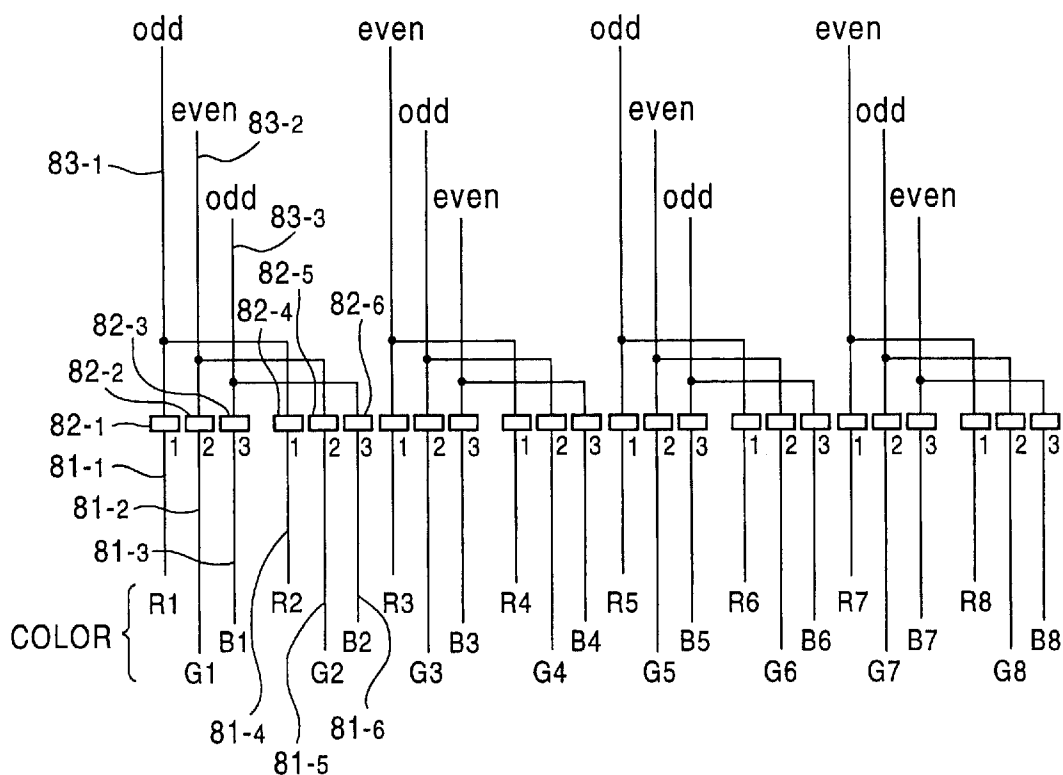 odd even odd even
even 83-2 odd even odd
83-1
odd 83-3 even odd even
82-5
82-4 82-6
82-3
82-2
82-1
1 2 3 1 2 3 1 2 3 1 2 3 1 2 3 1 2 3 1 2 3 1 2 3
81-1
81-2
81-3
R1 R2 R3 R4 R5 R6 R7 R8
COLOR B1 B2 B3 B4 B5 B6 B7 B8
G1 G2 G3 G4 G5 G6 G7 G8
81-4 81-6
81-5